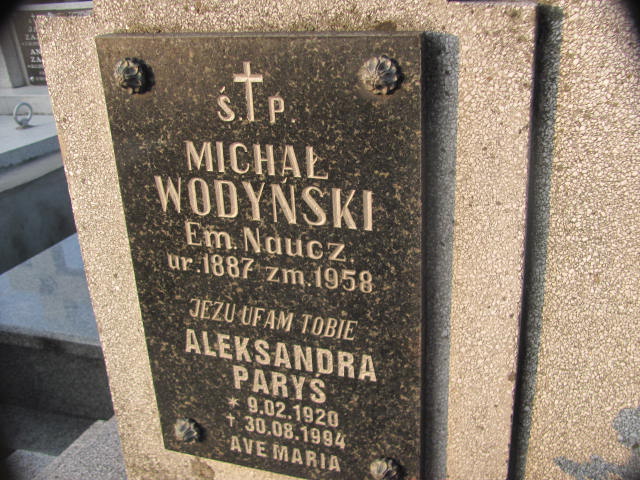 Ś. P.
MICHAŁ
WODYŃSKI
Em. Naucz.
ur. 1887 zm. 1958
JEZU UFAM TOBIE
ALEKSANDRA
PARYŚ
* 9.02.1920
† 30.08.1994
AVE MARIA